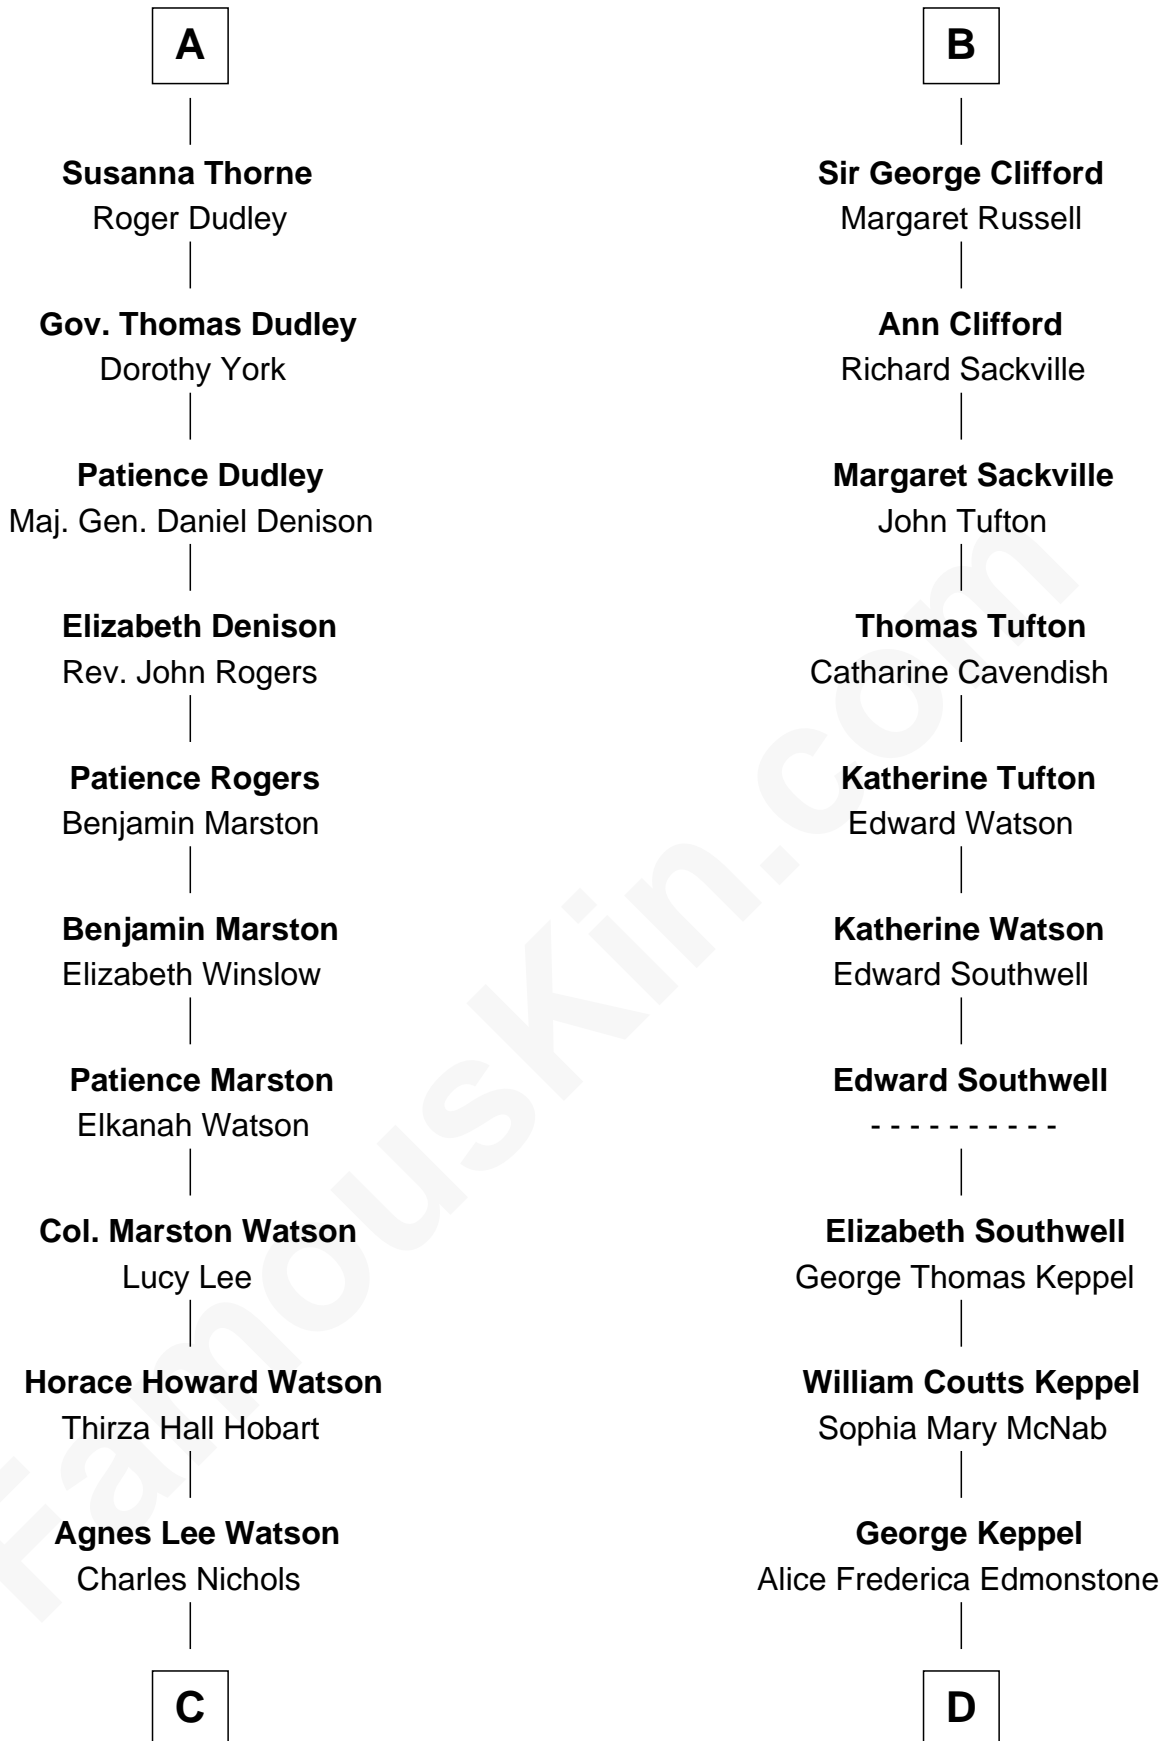 A
Susanna Thorne
Roger Dudley
Gov. Thomas Dudley
Dorothy York
Patience Dudley
Maj. Gen. Daniel Denison
Elizabeth Denison
Rev. John Rogers
Patience Rogers
Benjamin Marston
Benjamin Marston
Elizabeth Winslow
Patience Marston
Elkanah Watson
Col. Marston Watson
Lucy Lee
Horace Howard Watson
Thirza Hall Hobart
Agnes Lee Watson
Charles Nichols
C
B
Sir George Clifford
Margaret Russell
Ann Clifford
Richard Sackville
Margaret Sackville
John Tufton
Thomas Tufton
Catharine Cavendish
Katherine Tufton
Edward Watson
Katherine Watson
Edward Southwell
Edward Southwell
- - - - - - - - - -
Elizabeth Southwell
George Thomas Keppel
William Coutts Keppel
Sophia Mary McNab
George Keppel
Alice Frederica Edmonstone
D
FamousKin.com